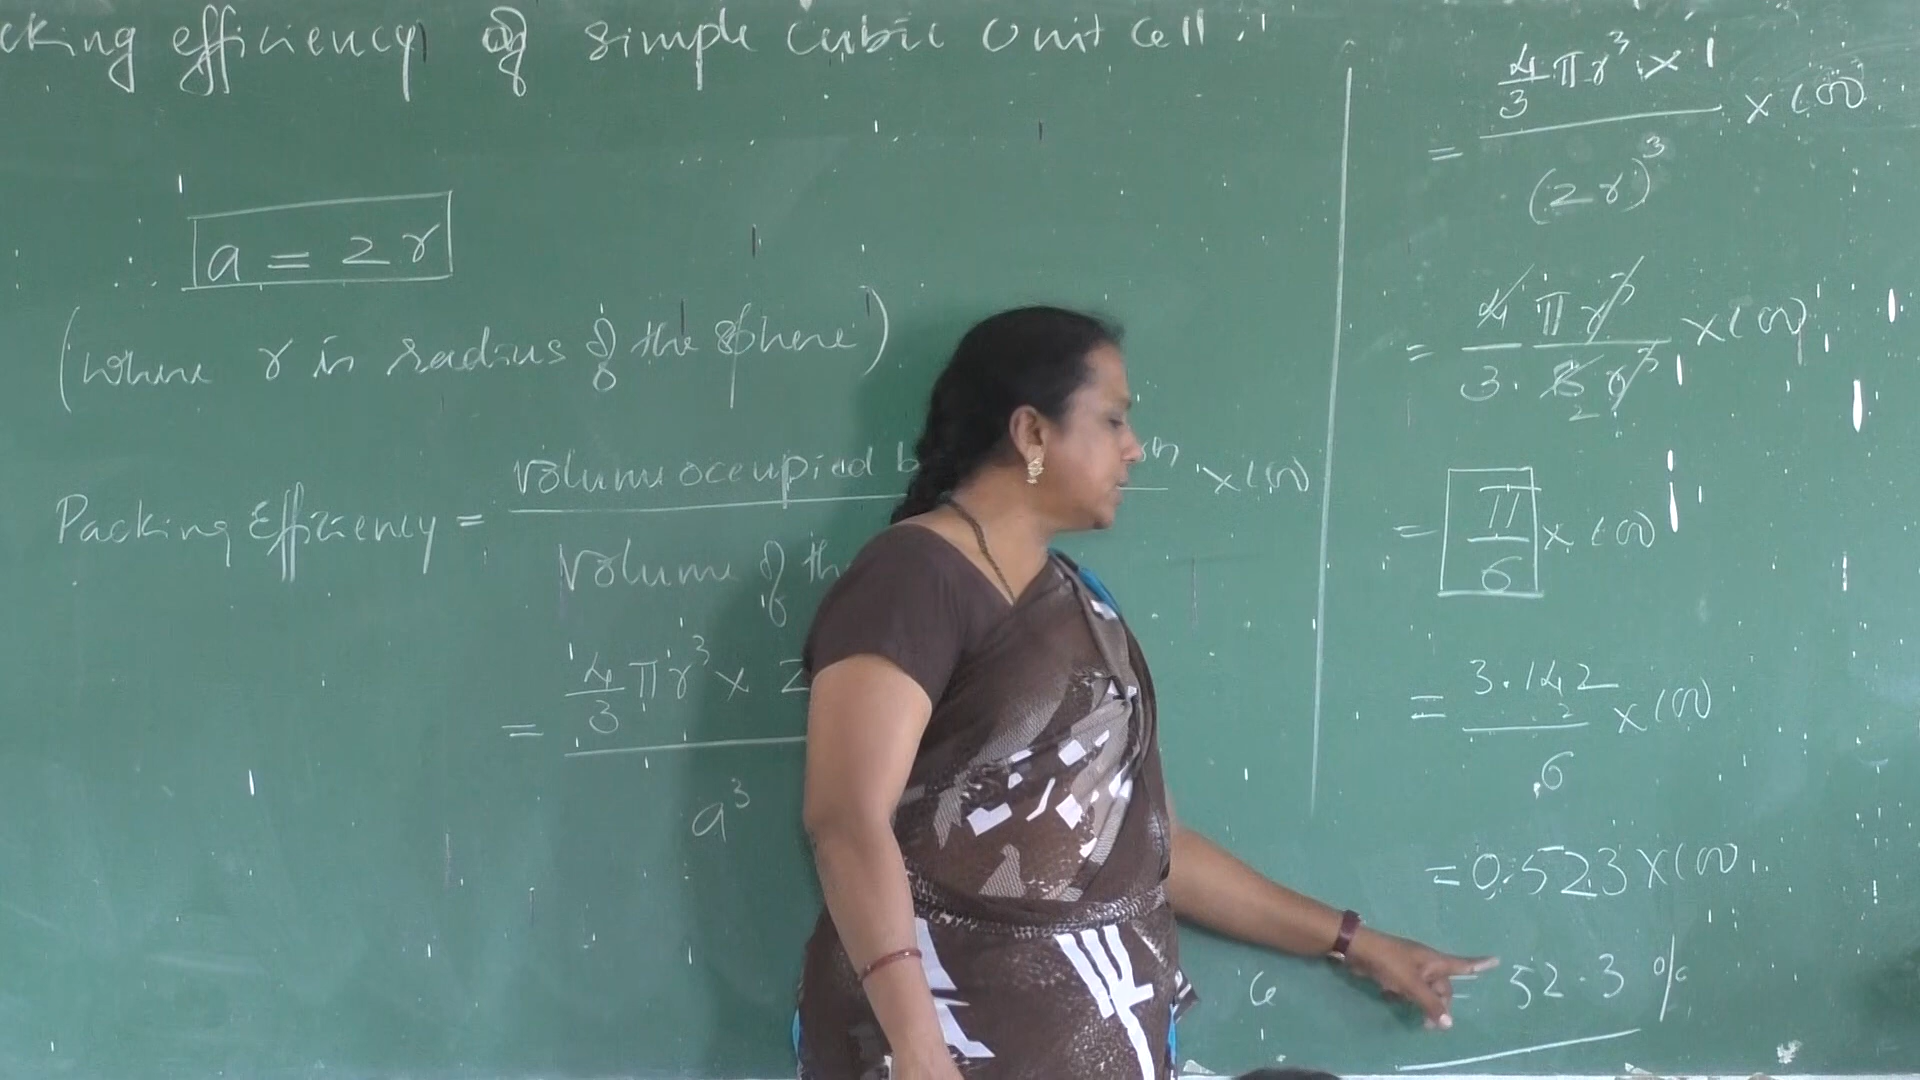 cking efficiency of simple cubic unit cell.
a = 2r
(where r is radius of the sphere)
Packing Efficiency = Volume occupied b × 100
Volume of th
= 4/3 πr³ × Z
a³
= 4/3 πr³ × 1 × 100
(2r)³
= 4 π r³ × 100
3. 8 r³
2
= π/6 × 100
= 3.142 × 100
6
= 0.523 × 100
= 52.3 %